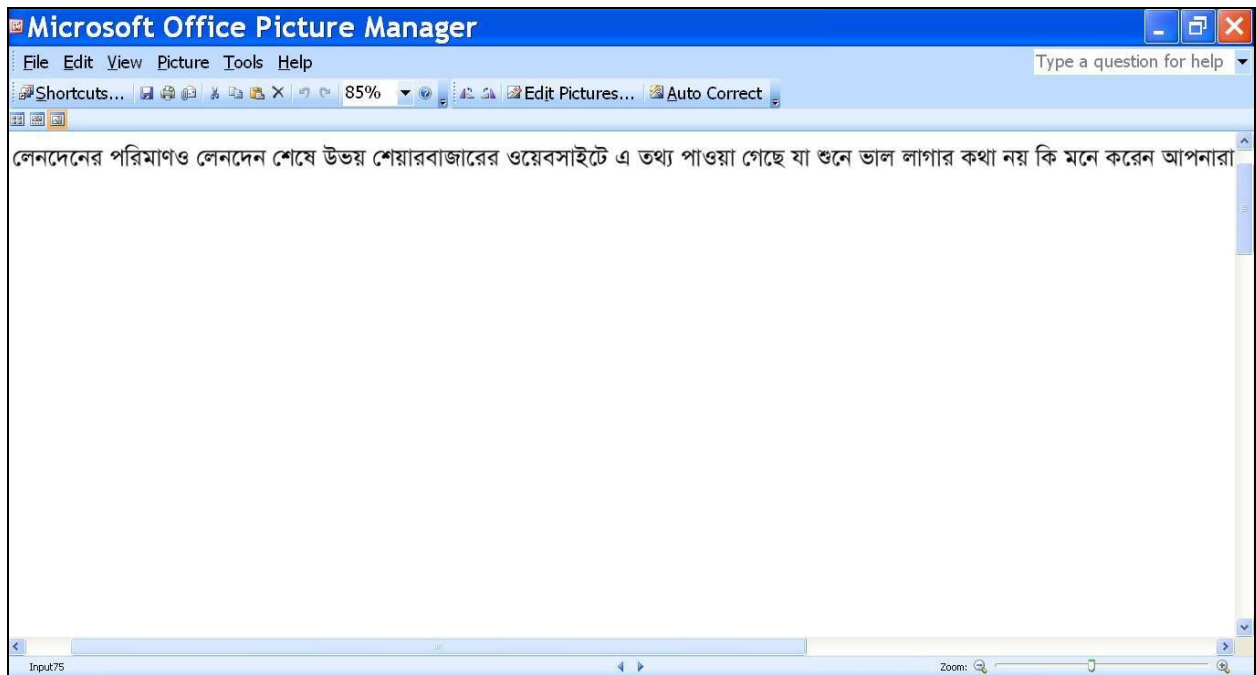 Microsoft Office Picture Manager
File Edit View Picture Tools Help Type a question for help
Shortcuts... 85% Edit Pictures... Auto Correct
লেনদেনের পরিমাণও লেনদেন শেষে উভয় শেয়ারবাজারের ওয়েবসাইটে এ তথ্য পাওয়া গেছে যা শুনে ভাল লাগার কথা নয় কি মনে করেন আপনারা
Input75 Zoom: